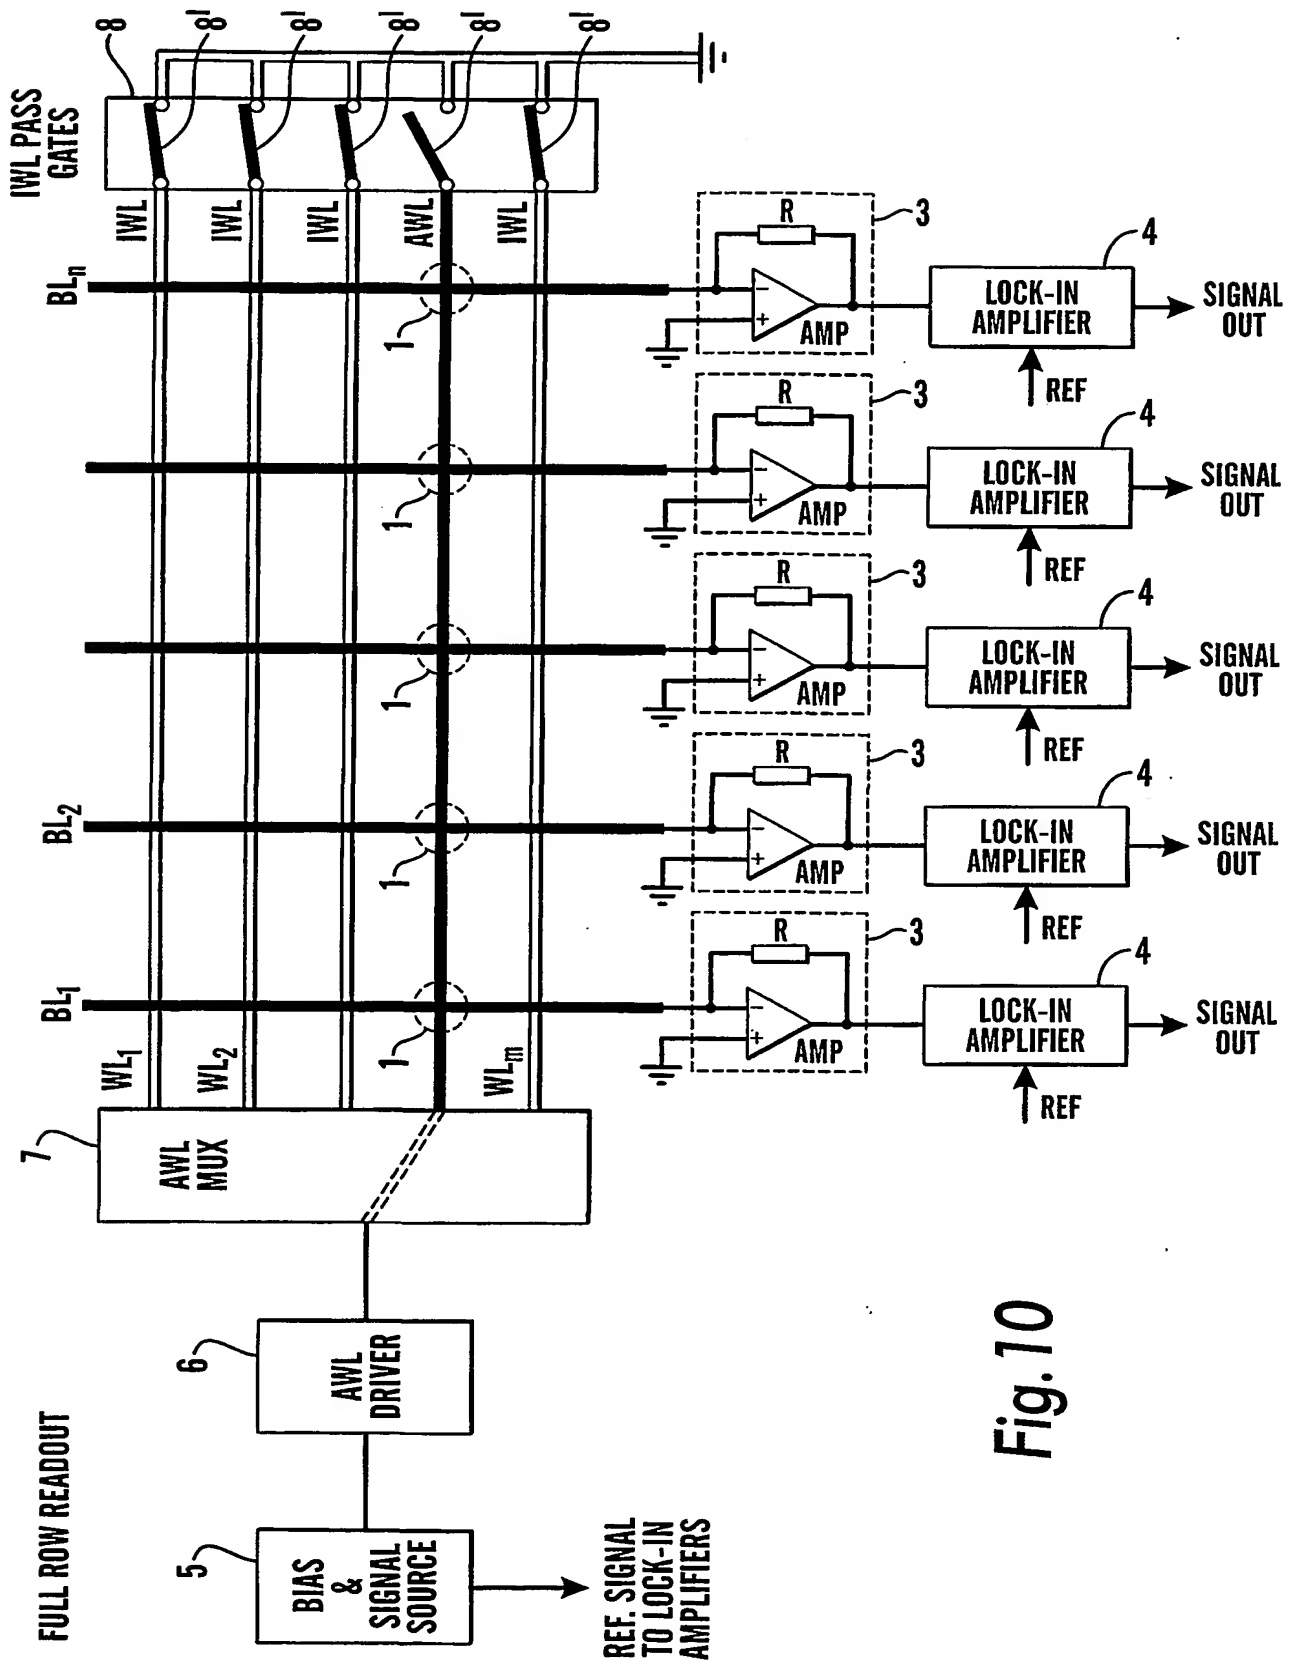 FULL ROW READOUT
5
BIAS
&
SIGNAL
SOURCE
REF. SIGNAL
TO LOCK-IN
AMPLIFIERS
6
AWL
DRIVER
7
AWL
MUX
WL1
WL2
WLm
BL1
BL2
BLn
1
1
1
1
1
IWL
IWL
IWL
AWL
IWL
IWL PASS
GATES
8
8'
8'
8'
8'
8'
R
3
AMP
LOCK-IN
AMPLIFIER
4
REF
SIGNAL
OUT
R
3
AMP
LOCK-IN
AMPLIFIER
4
REF
SIGNAL
OUT
R
3
AMP
LOCK-IN
AMPLIFIER
4
REF
SIGNAL
OUT
R
3
AMP
LOCK-IN
AMPLIFIER
4
REF
SIGNAL
OUT
R
3
AMP
LOCK-IN
AMPLIFIER
4
REF
SIGNAL
OUT
Fig. 10